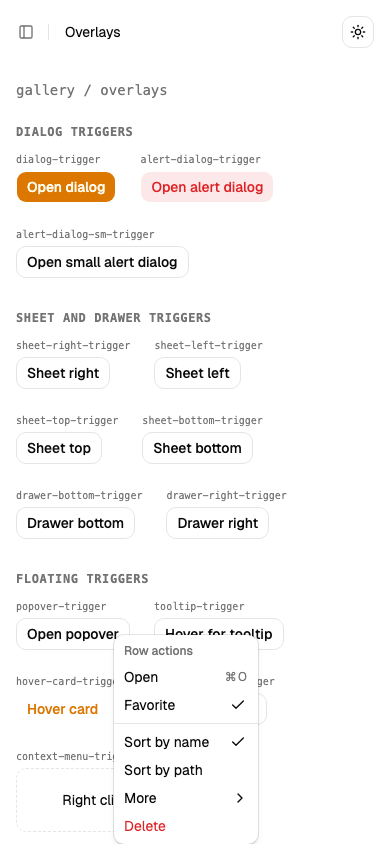 Overlays
gallery / overlays
DIALOG TRIGGERS
dialog-trigger alert-dialog-trigger
Open dialog Open alert dialog
alert-dialog-sm-trigger
Open small alert dialog
SHEET AND DRAWER TRIGGERS
sheet-right-trigger sheet-left-trigger
Sheet right Sheet left
sheet-top-trigger sheet-bottom-trigger
Sheet top Sheet bottom
drawer-bottom-trigger drawer-right-trigger
Drawer bottom Drawer right
FLOATING TRIGGERS
popover-trigger tooltip-trigger
Open popover Hover for tooltip
Row actions
Open ⌘O
Favorite
Sort by name
Sort by path
More
Delete
Hover card
Right